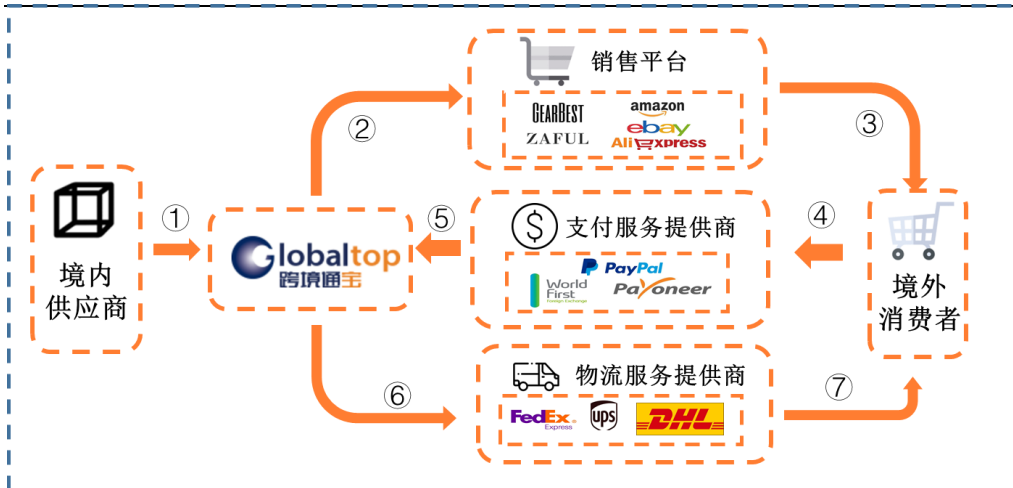 境内
供应商
①
Globaltop
跨境通宝
②
销售平台
GEARBEST
ZAFUL
amazon
ebay
AliExpress
③
④
$
支付服务提供商
PayPal
World
First
Foreign Exchange
Payoneer
⑤
⑥
物流服务提供商
FedEx®
Express
ups
DHL
⑦
境外
消费者